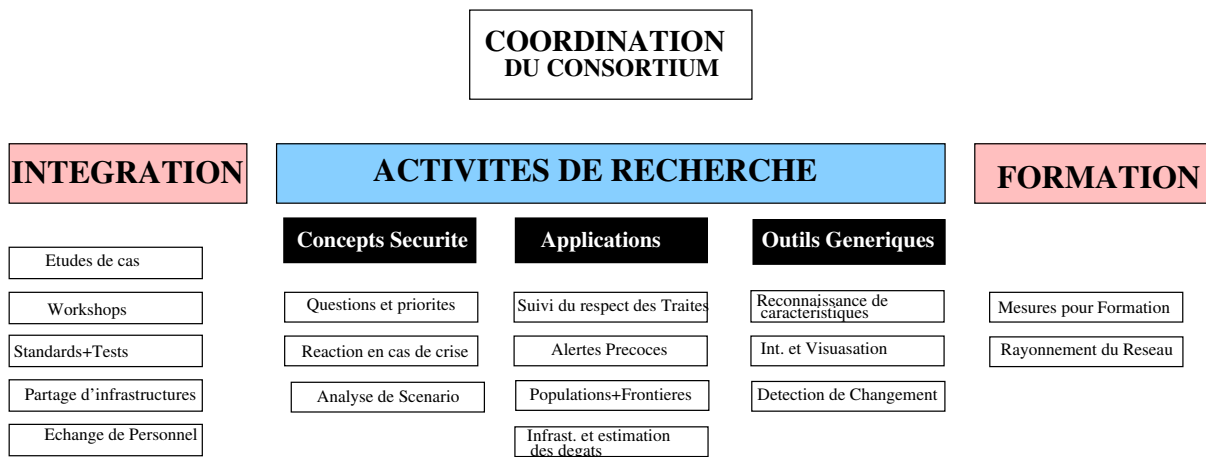 COORDINATION
DU CONSORTIUM
INTEGRATION
Etudes de cas
Workshops
Standards+Tests
Partage d'infrastructures
Echange de Personnel
ACTIVITES DE RECHERCHE
Concepts Securite
Questions et priorites
Reaction en cas de crise
Analyse de Scenario
Applications
Suivi du respect des Traites
Alertes Precoces
Populations+Frontieres
Infrast. et estimation
des degats
Outils Generiques
Reconnaissance de
caracteristiques
Int. et Visuasation
Detection de Changement
FORMATION
Mesures pour Formation
Rayonnement du Reseau